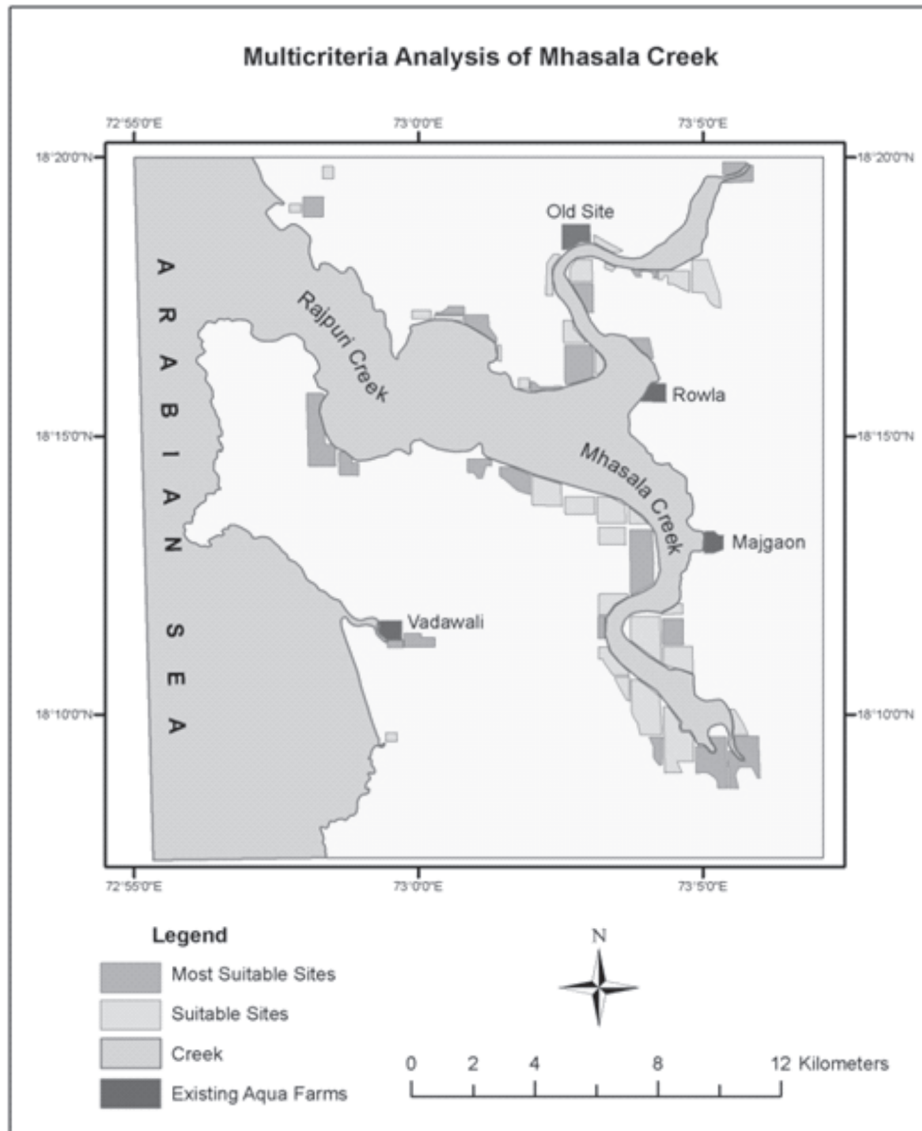 Multicriteria Analysis of Mhasala Creek
72°55'0"E 73°0'0"E 73°5'0"E
18°20'0"N 18°20'0"N
Old Site
Rajpuri Creek
Rowla
18°15'0"N 18°15'0"N
Mhasala Creek
Majgaon
ARABIAN SEA
Vadawali
18°10'0"N 18°10'0"N
72°55'0"E 73°0'0"E 73°5'0"E
Legend
Most Suitable Sites
Suitable Sites
Creek
Existing Aqua Farms
N
0 2 4 8 12 Kilometers